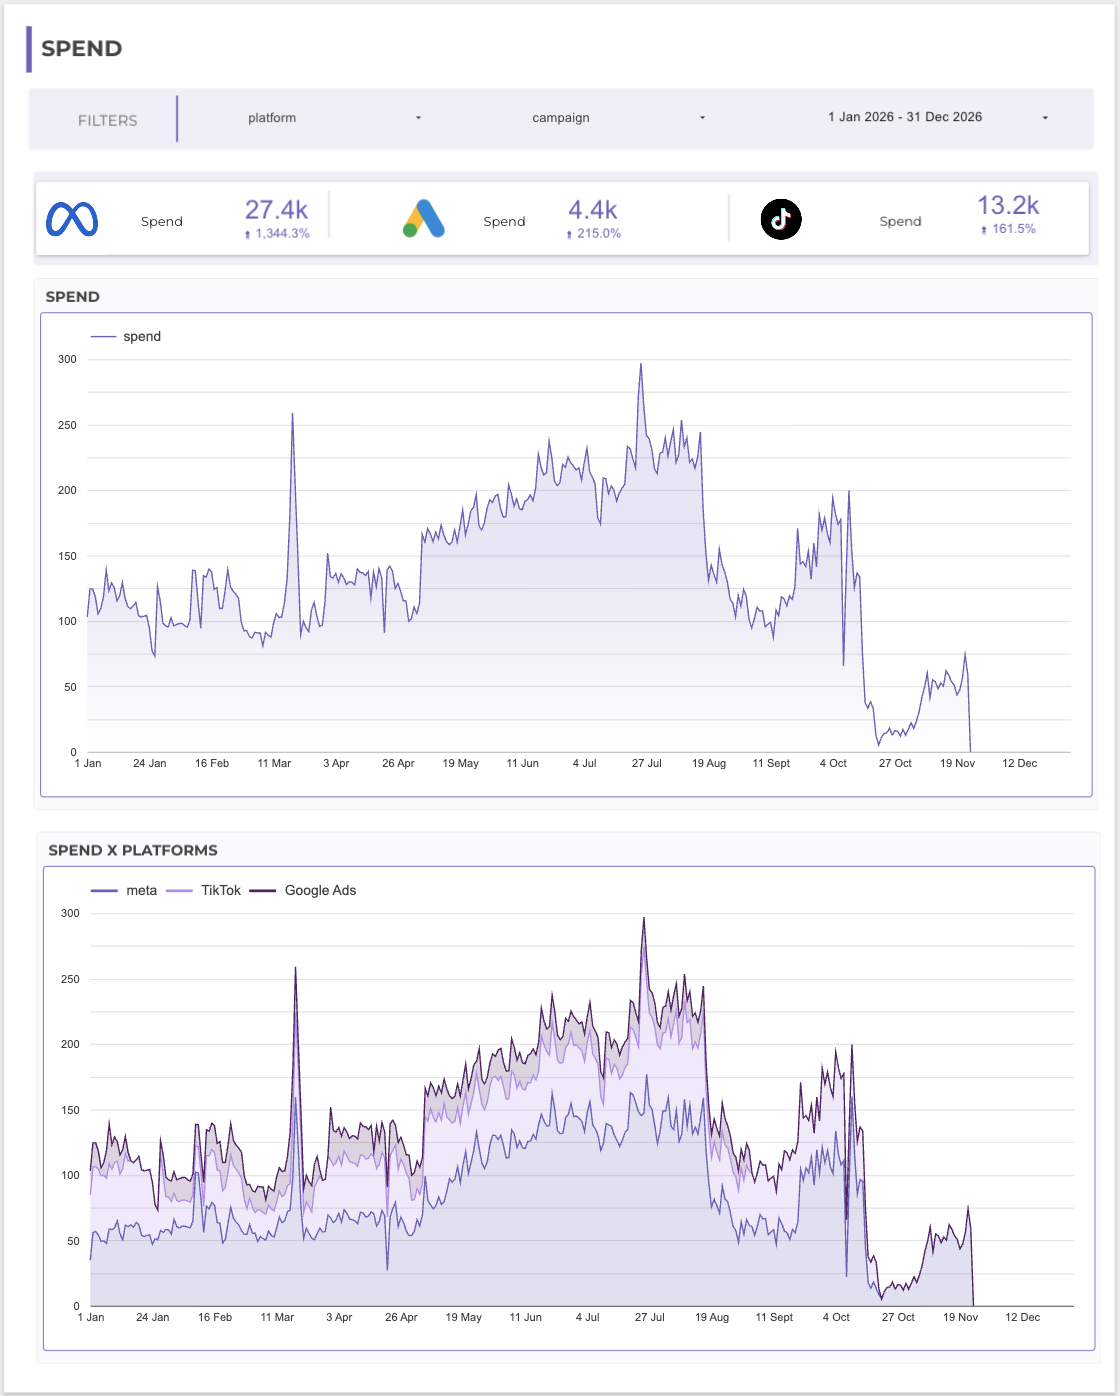 SPEND
FILTERS platform campaign 1 Jan 2026 - 31 Dec 2026
Spend 27.4k Spend 4.4k Spend 13.2k
1,344.3% 215.0% 161.5%
SPEND
spend
300
250
200
150
100
50
0
1 Jan 24 Jan 16 Feb 11 Mar 3 Apr 26 Apr 19 May 11 Jun 4 Jul 27 Jul 19 Aug 11 Sept 4 Oct 27 Oct 19 Nov 12 Dec
SPEND X PLATFORMS
meta TikTok Google Ads
300
250
200
150
100
50
0
1 Jan 24 Jan 16 Feb 11 Mar 3 Apr 26 Apr 19 May 11 Jun 4 Jul 27 Jul 19 Aug 11 Sept 4 Oct 27 Oct 19 Nov 12 Dec